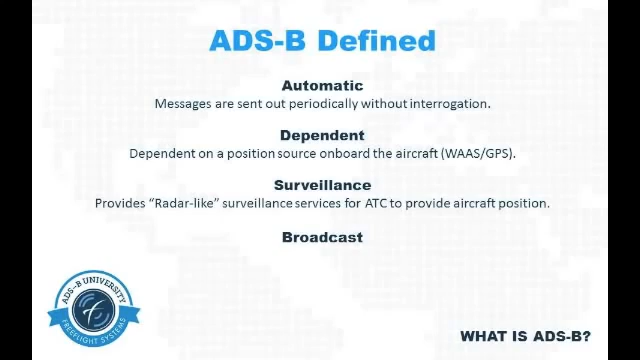 ADS-B Defined
Automatic
Messages are sent out periodically without interrogation.
Dependent
Dependent on a position source onboard the aircraft (WAAS/GPS).
Surveillance
Provides “Radar-like” surveillance services for ATC to provide aircraft position.
Broadcast
ADS-B UNIVERSITY
FREEFLIGHT SYSTEMS
WHAT IS ADS-B?